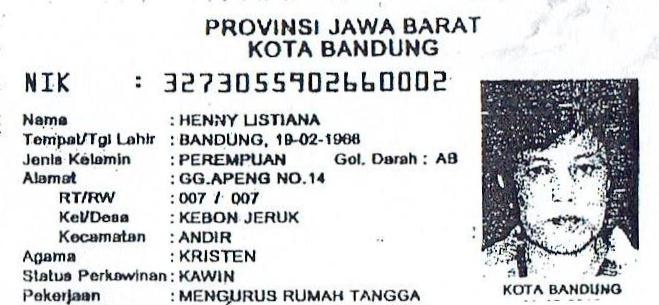 PROVINSI JAWA BARAT
KOTA BANDUNG
NIK : 3273055902660002
Nama : HENNY LISTIANA
Tempat/Tgl Lahir : BANDUNG, 19-02-1966
Jenis Kelamin : PEREMPUAN Gol. Darah : AB
Alamat : GG.APENG NO.14
RT/RW : 007 / 007
Kel/Desa : KEBON JERUK
Kecamatan : ANDIR
Agama : KRISTEN
Status Perkawinan : KAWIN
Pekerjaan : MENGURUS RUMAH TANGGA
KOTA BANDUNG